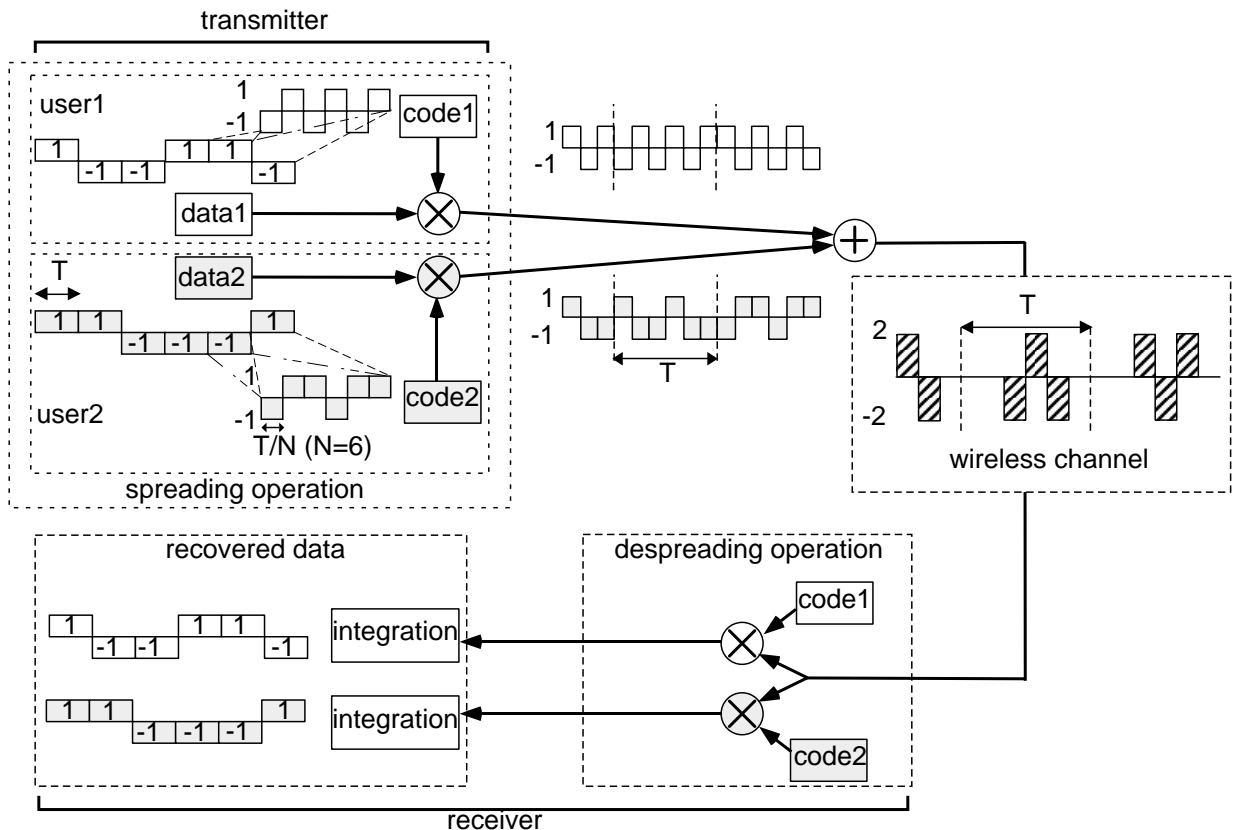 transmitter
user1
1
-1
code1
1
-1 -1
1 1
-1
data1
1
-1
T
data2
1 1
-1 -1 -1
1
1
-1
code2
user2
T/N (N=6)
spreading operation
1
-1
T
T
2
-2
wireless channel
recovered data
1
-1 -1
1 1
-1
integration
1 1
-1 -1 -1
1
integration
despreading operation
code1
code2
receiver